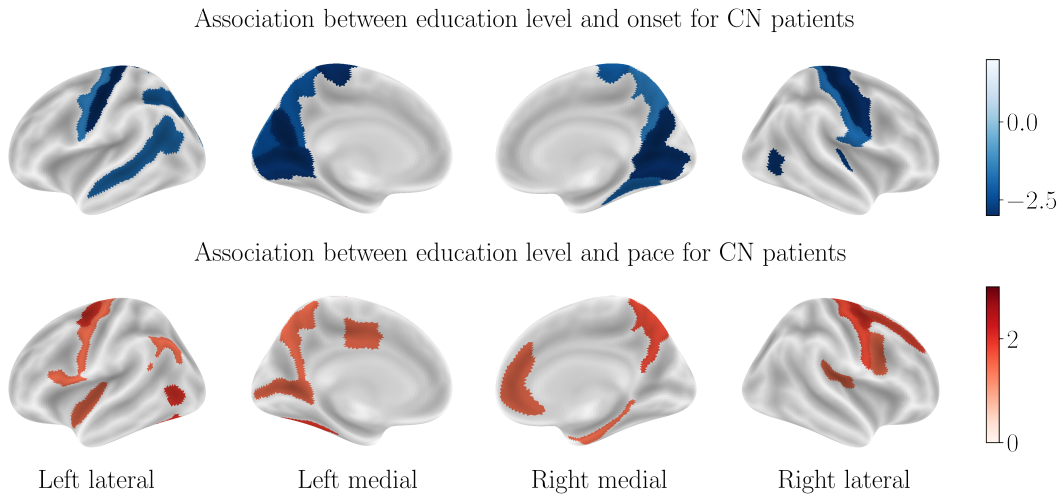 Association between education level and onset for CN patients
0.0
−2.5
Association between education level and pace for CN patients
2
0
Left lateral
Left medial
Right medial
Right lateral